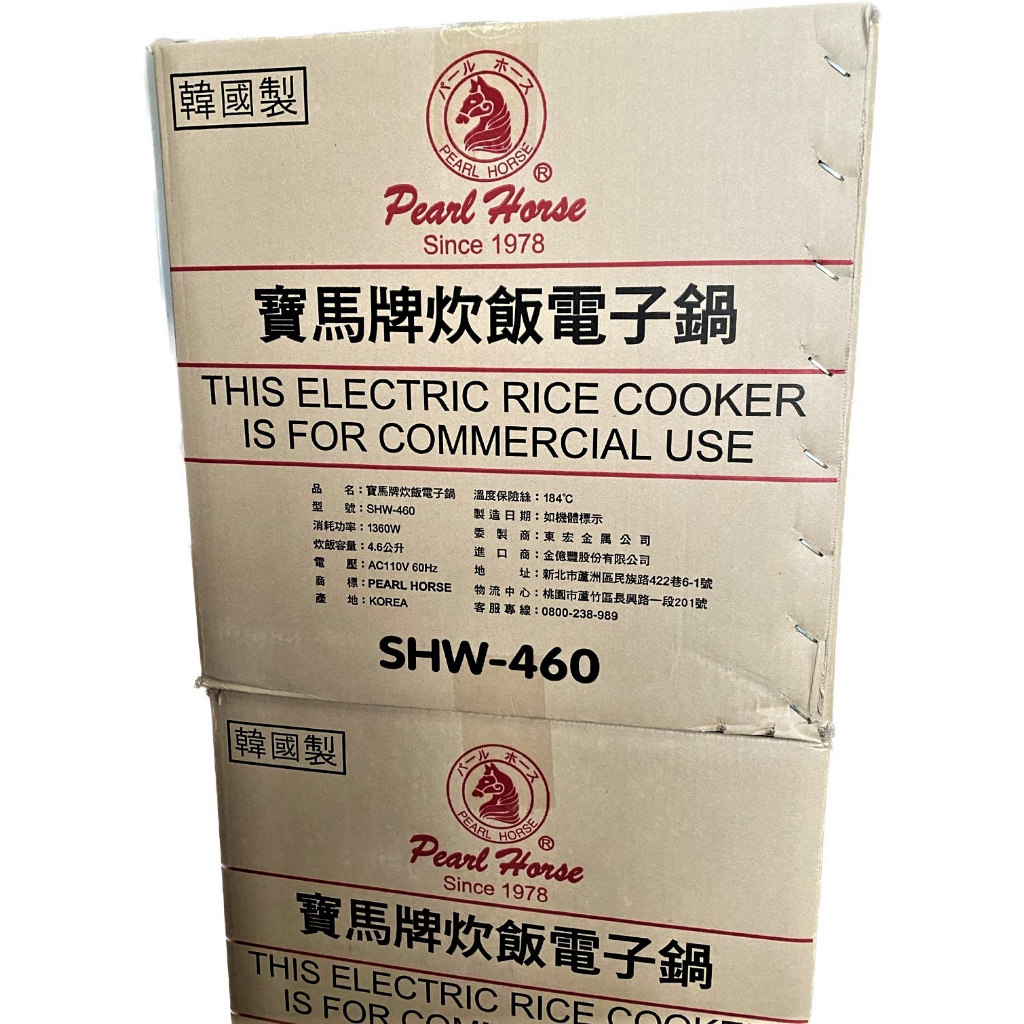 韓國製
パール ホース
PEARL HORSE
®
Pearl Horse
Since 1978
寶馬牌炊飯電子鍋
THIS ELECTRIC RICE COOKER
IS FOR COMMERCIAL USE
品 名：寶馬牌炊飯電子鍋
型 號：SHW-460
消耗功率：1360W
炊飯容量：4.6公升
電 壓：AC110V 60Hz
商 標：PEARL HORSE
產 地：KOREA
溫度保險絲：184℃
製造日期：如機體標示
委製商：東宏金属公司
進口商：金億豐股份有限公司
地 址：新北市蘆洲區民族路422巷6-1號
物流中心：桃園市蘆竹區長興路一段201號
客服專線：0800-238-989
SHW-460
韓國製
パール ホース
PEARL HORSE
®
Pearl Horse
Since 1978
寶馬牌炊飯電子鍋
THIS ELECTRIC RICE COOKER
IS FOR